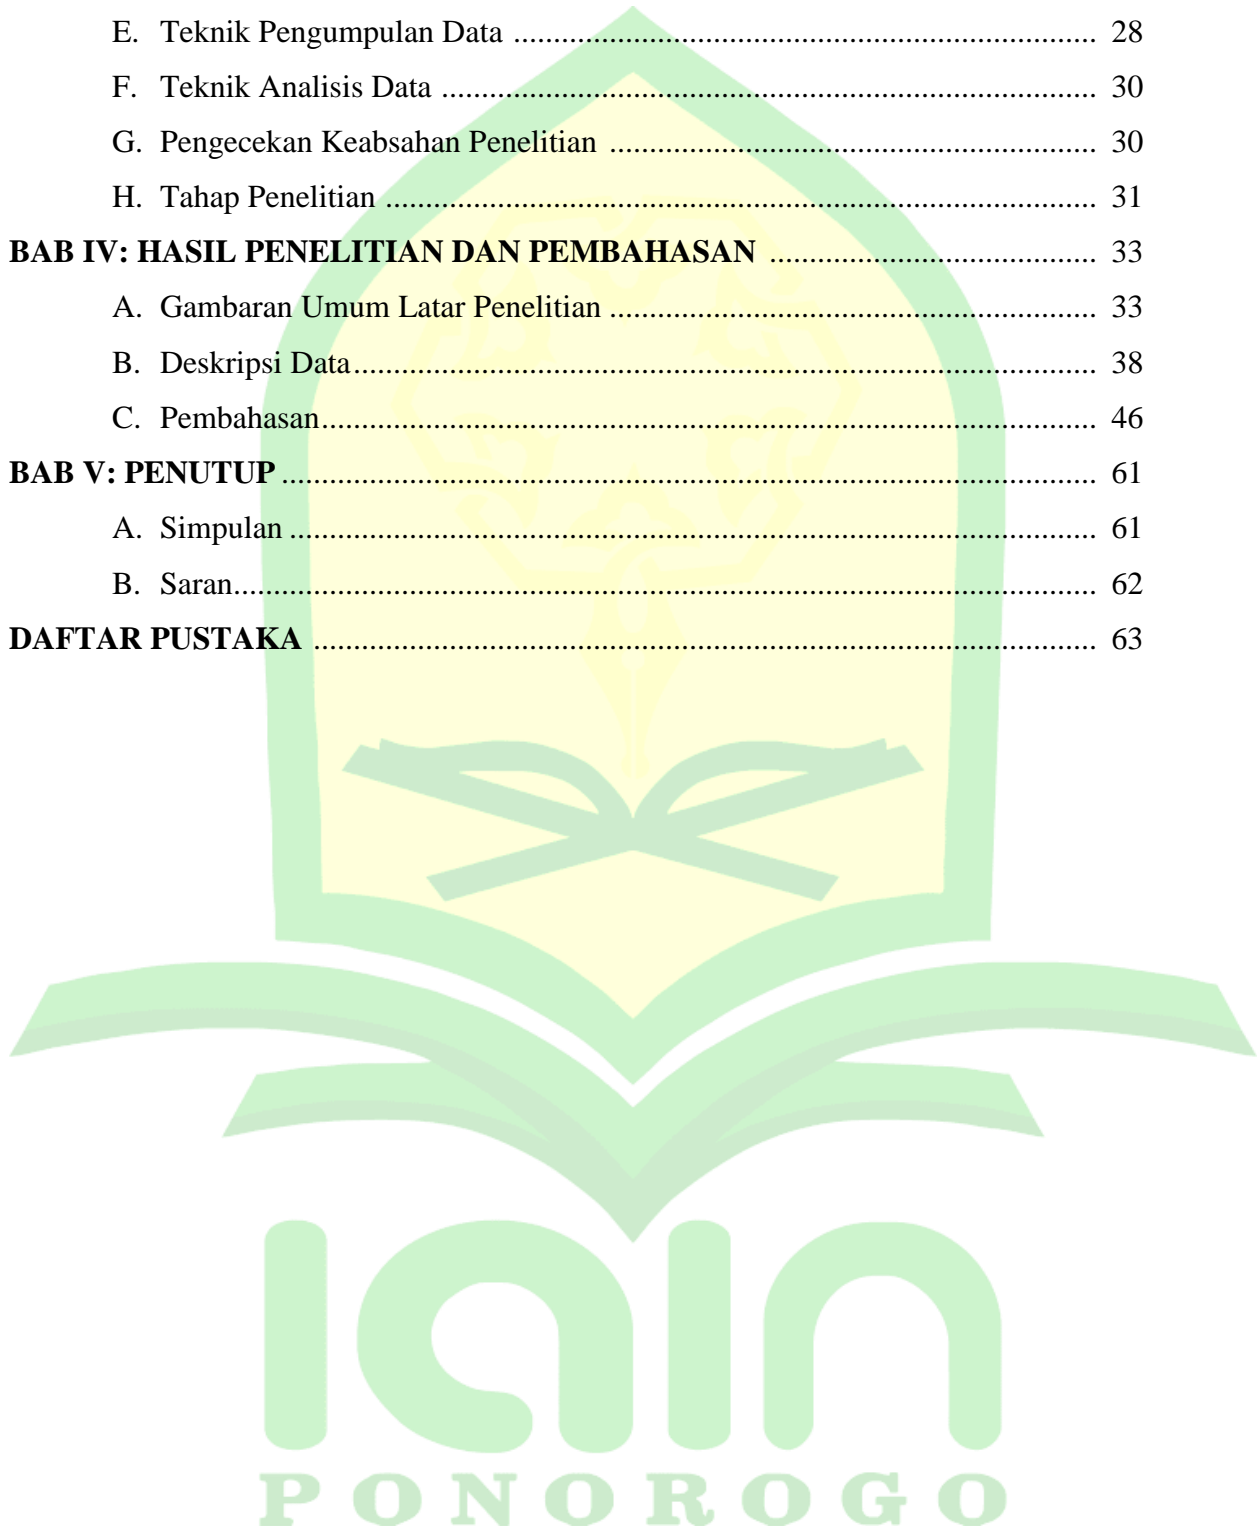 E. Teknik Pengumpulan Data ........................................................................ 28
F. Teknik Analisis Data ................................................................................. 30
G. Pengecekan Keabsahan Penelitian ............................................................ 30
H. Tahap Penelitian ........................................................................................ 31
BAB IV: HASIL PENELITIAN DAN PEMBAHASAN ........................................ 33
A. Gambaran Umum Latar Penelitian ............................................................ 33
B. Deskripsi Data............................................................................................ 38
C. Pembahasan................................................................................................ 46
BAB V: PENUTUP .................................................................................................... 61
A. Simpulan .................................................................................................... 61
B. Saran........................................................................................................... 62
DAFTAR PUSTAKA ................................................................................................ 63
iain
PONOROGO